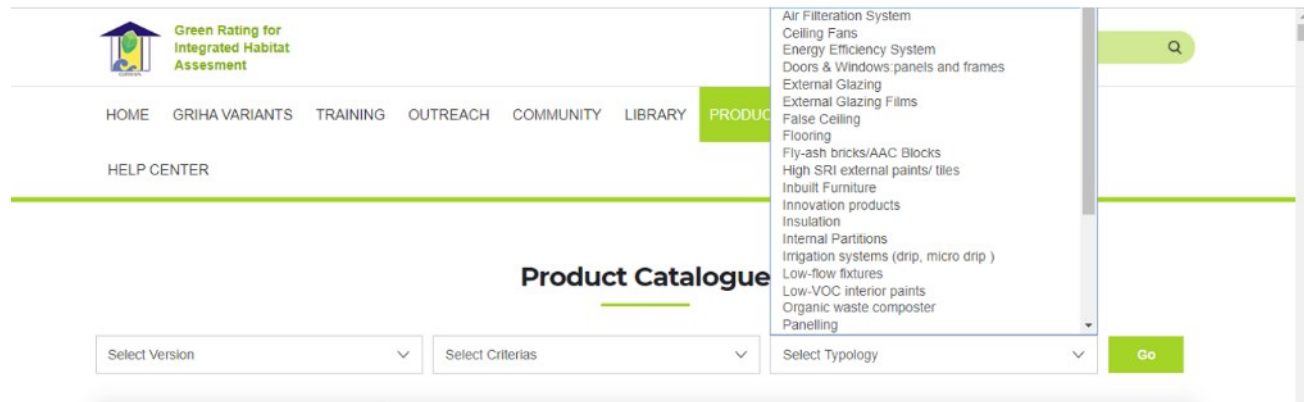 Green Rating for
Integrated Habitat
Assesment
HOME GRIHA VARIANTS TRAINING OUTREACH COMMUNITY LIBRARY PRODUC
HELP CENTER
Air Filteration System
Ceiling Fans
Energy Efficiency System
Doors & Windows:panels and frames
External Glazing
External Glazing Films
False Ceiling
Flooring
Fly-ash bricks/AAC Blocks
High SRI external paints/ tiles
Inbuilt Furniture
Innovation products
Insulation
Internal Partitions
Irrigation systems (drip, micro drip )
Low-flow fixtures
Low-VOC interior paints
Organic waste composter
Panelling
Product Catalogue
Select Version Select Criterias Select Typology Go